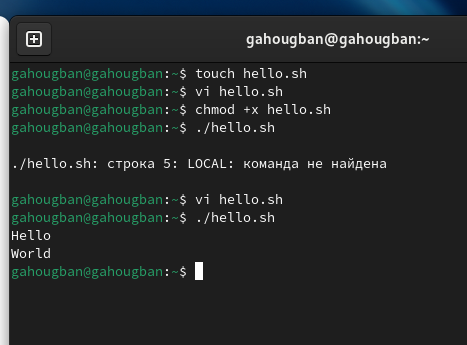 gahougban@gahougban:~
gahougban@gahougban:~$ touch hello.sh
gahougban@gahougban:~$ vi hello.sh
gahougban@gahougban:~$ chmod +x hello.sh
gahougban@gahougban:~$ ./hello.sh
./hello.sh: строка 5: LOCAL: команда не найдена
gahougban@gahougban:~$ vi hello.sh
gahougban@gahougban:~$ ./hello.sh
Hello
World
gahougban@gahougban:~$